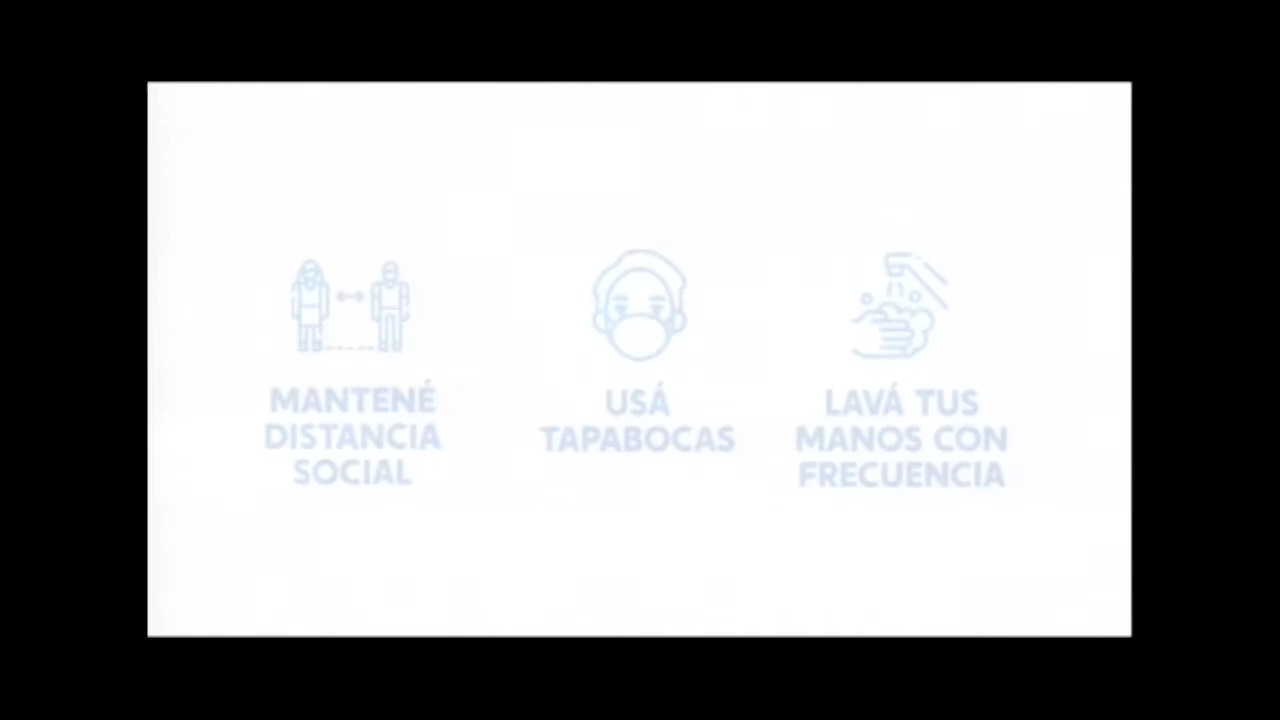 MANTENÉ
DISTANCIA
SOCIAL
USÁ
TAPABOCAS
LAVÁ TUS
MANOS CON
FRECUENCIA